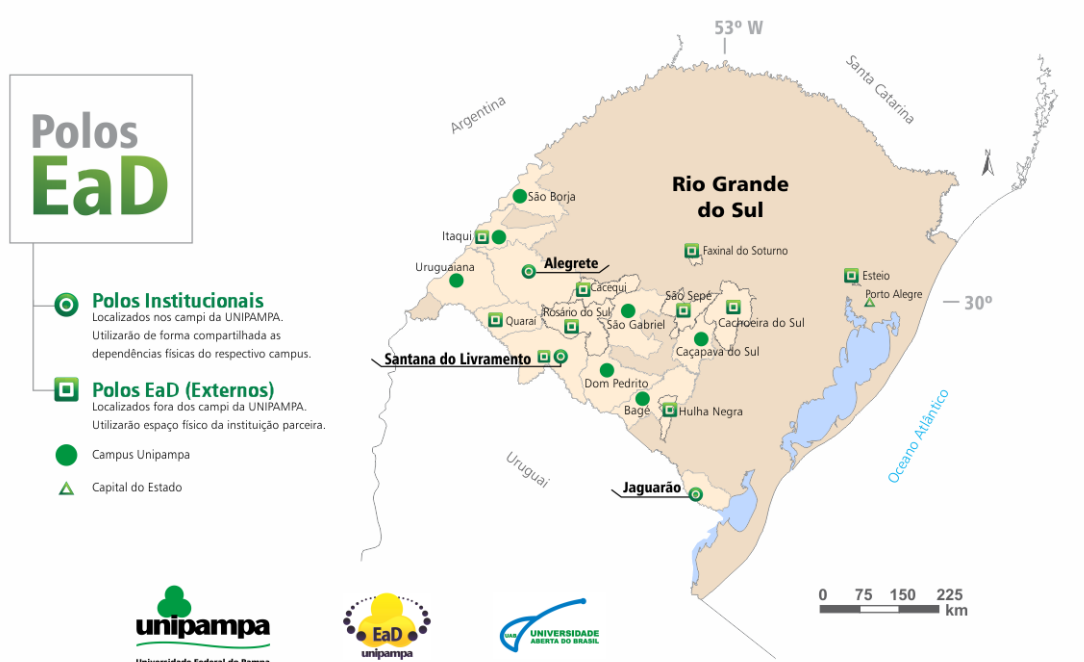 53º W
Santa Catarina
Argentina
Polos
EaD
N
Rio Grande
do Sul
São Borja
Itaqui
Faxinal do Soturno
Uruguaiana
Alegrete
Esteio
Cacequi
São Sepé
Porto Alegre
30º
Polos Institucionais
Localizados nos campi da UNIPAMPA.
Utilizarão de forma compartilhada as
dependências físicas do respectivo campus.
Quaraí
Rosário do Sul
São Gabriel
Cachoeira do Sul
Caçapava do Sul
Santana do Livramento
Polos EaD (Externos)
Localizados fora dos campi da UNIPAMPA.
Utilizarão espaço físico da instituição parceira.
Dom Pedrito
Bagé
Hulha Negra
Oceano Atlântico
Campus Unipampa
Capital do Estado
Uruguai
Jaguarão
0 75 150 225
km
unipampa
Universidade Federal do Pampa
EaD
unipampa
UAB
UNIVERSIDADE
ABERTA DO BRASIL